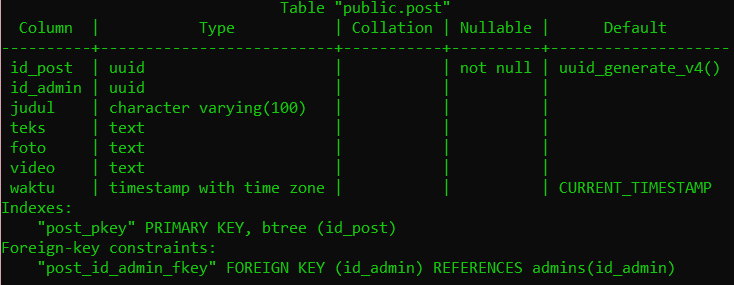 Table "public.post"
  Column  |           Type           | Collation | Nullable |      Default
----------+--------------------------+-----------+----------+--------------------
 id_post  | uuid                     |           | not null | uuid_generate_v4()
 id_admin | uuid                     |           |          |
 judul    | character varying(100)   |           |          |
 teks     | text                     |           |          |
 foto     | text                     |           |          |
 video    | text                     |           |          |
 waktu    | timestamp with time zone |           |          | CURRENT_TIMESTAMP
Indexes:
    "post_pkey" PRIMARY KEY, btree (id_post)
Foreign-key constraints:
    "post_id_admin_fkey" FOREIGN KEY (id_admin) REFERENCES admins(id_admin)